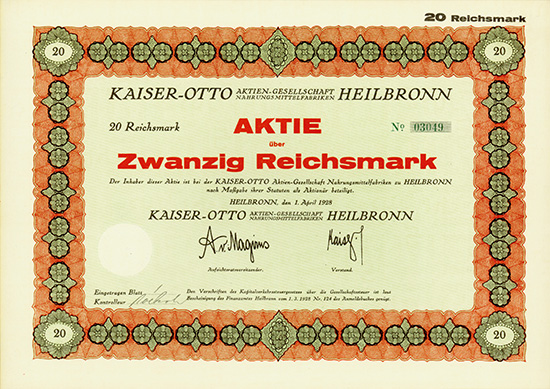 20 Reichsmark
20 20
KAISER-OTTO AKTIEN-GESELLSCHAFT NAHRUNGSMITTELFABRIKEN HEILBRONN
20 Reichsmark AKTIE № 03049
über
Zwanzig Reichsmark
Der Inhaber dieser Aktie ist bei der KAISER-OTTO Aktien-Gesellschaft Nahrungsmittelfabriken zu HEILBRONN
nach Maßgabe ihrer Statuten als Aktionär beteiligt.
HEILBRONN, den 1. April 1928
KAISER-OTTO AKTIEN-GESELLSCHAFT NAHRUNGSMITTELFABRIKEN HEILBRONN
Aufsichtsratsvorsitzender. Vorstand.
Eingetragen Blatt
Kontrolleur
Den Vorschriften des Kapitalverkehrsteuergesetzes über die Gesellschaftssteuer ist laut
Bescheinigung des Finanzamtes Heilbronn vom 1. 3. 1928 Nr. 124 des Anmeldebuches genügt.
20 20